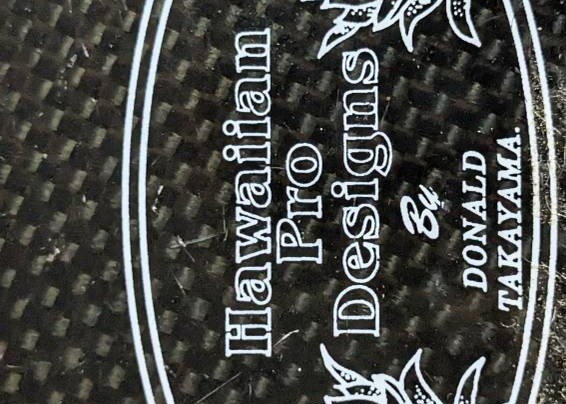 Hawaiian
Pro
Designs
By
DONALD
TAKAYAMA.